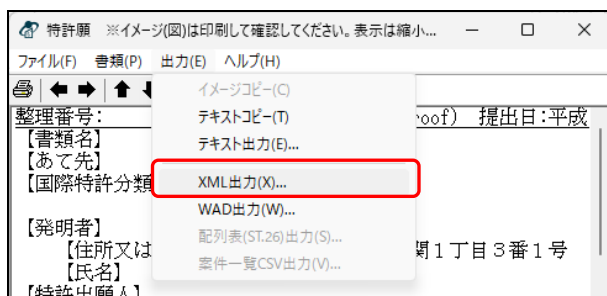 特許願 ※イメージ(図)は印刷して確認してください。表示は縮小...
ファイル(F) 書類(P) 出力(E) ヘルプ(H)
イメージコピー(C)
テキストコピー(T)
テキスト出力(E)...
XML出力(X)...
WAD出力(W)...
配列表(ST.26)出力(S)...
案件一覧CSV出力(V)...
整理番号: oof) 提出日:平成
【書類名】
【あて先】
【国際特許分類
【発明者】
【住所又は 関1丁目3番1号
【氏名】
【特許出願人】